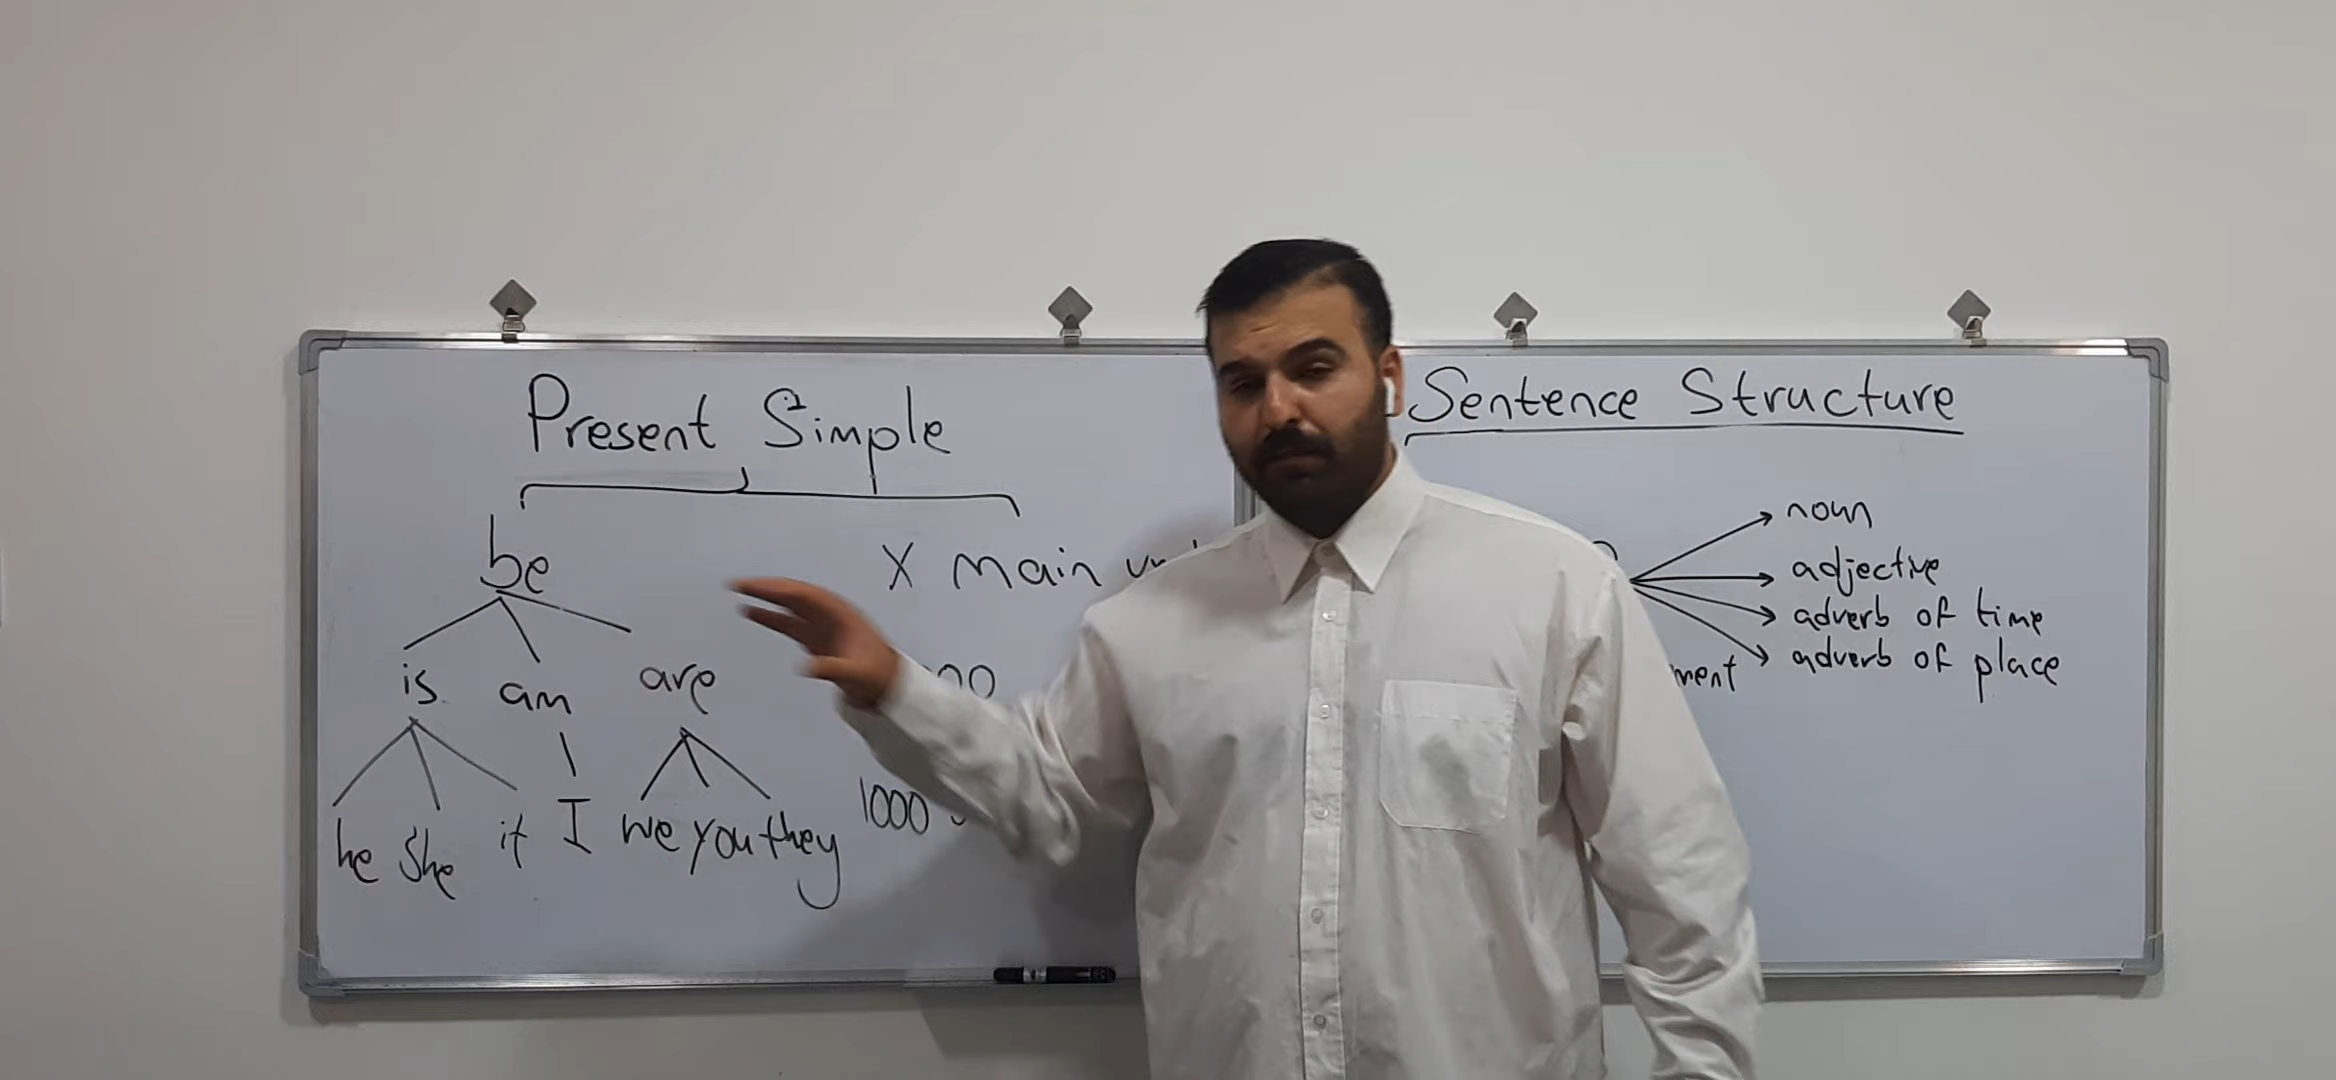 Present Simple
be
X main
is am are
he she it I we you they
1000
Sentence Structure
noun
adjective
adverb of time
adverb of place